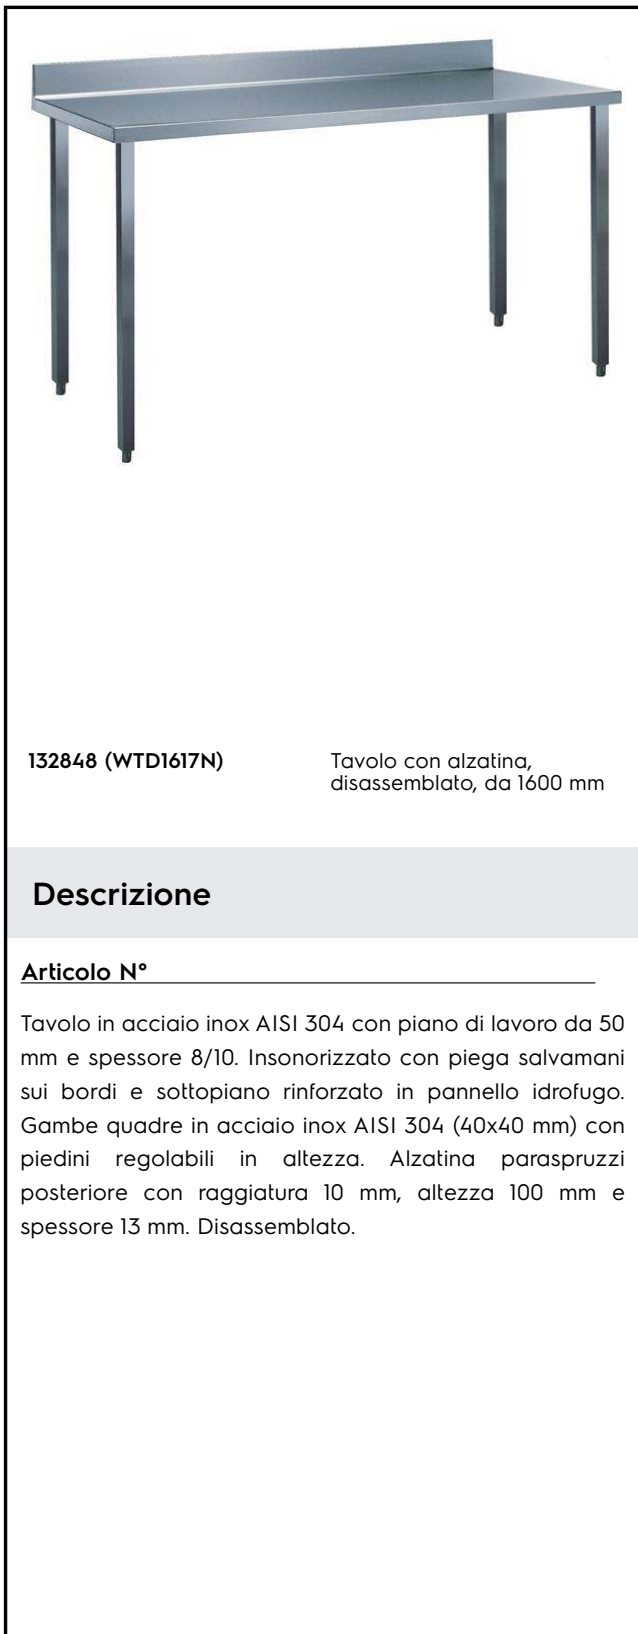 132848 (WTD1617N)
Tavolo con alzatina,
disassemblato, da 1600 mm
Descrizione
Articolo N°
Tavolo in acciaio inox AISI 304 con piano di lavoro da 50
mm e spessore 8/10. Insonorizzato con piega salvamani
sui bordi e sottopiano rinforzato in pannello idrofugo.
Gambe quadre in acciaio inox AISI 304 (40x40 mm) con
piedini regolabili in altezza. Alzatina paraspruzzi
posteriore con raggiatura 10 mm, altezza 100 mm e
spessore 13 mm. Disassemblato.